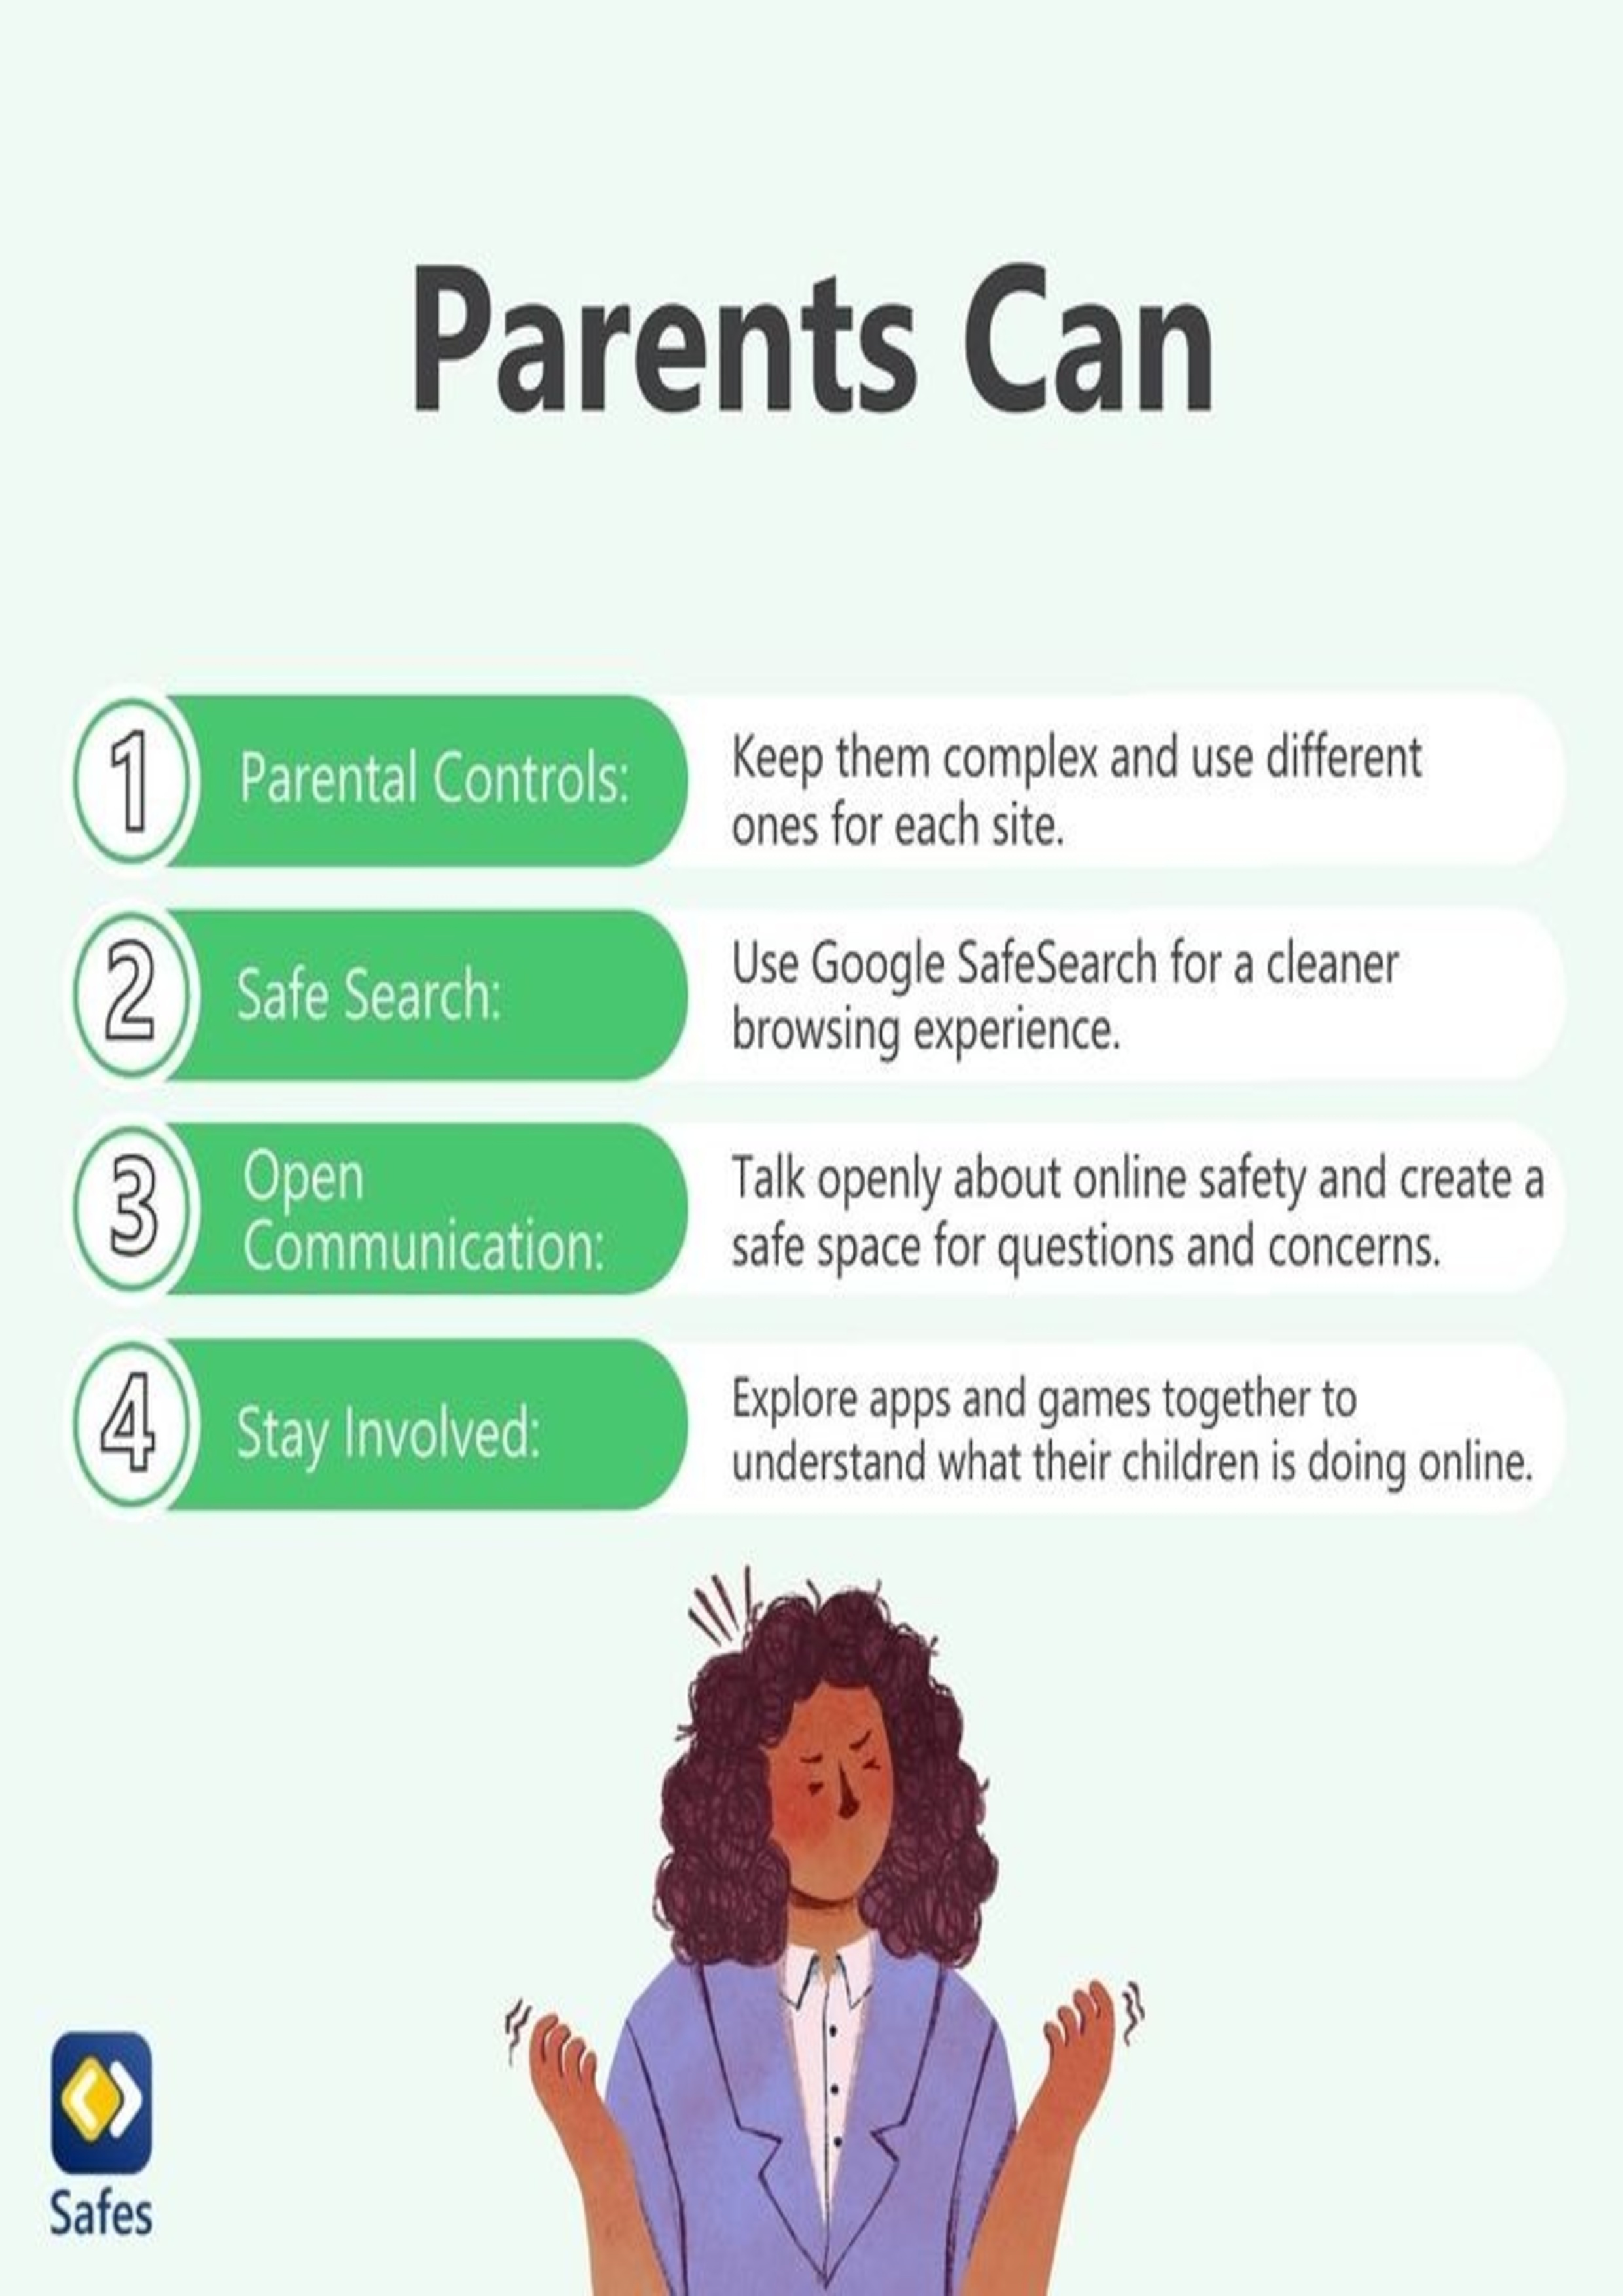 Parents Can
1
Parental Controls:
Keep them complex and use different
ones for each site.
2
Safe Search:
Use Google SafeSearch for a cleaner
browsing experience.
3
Open
Communication:
Talk openly about online safety and create a
safe space for questions and concerns.
4
Stay Involved:
Explore apps and games together to
understand what their children is doing online.
Safes